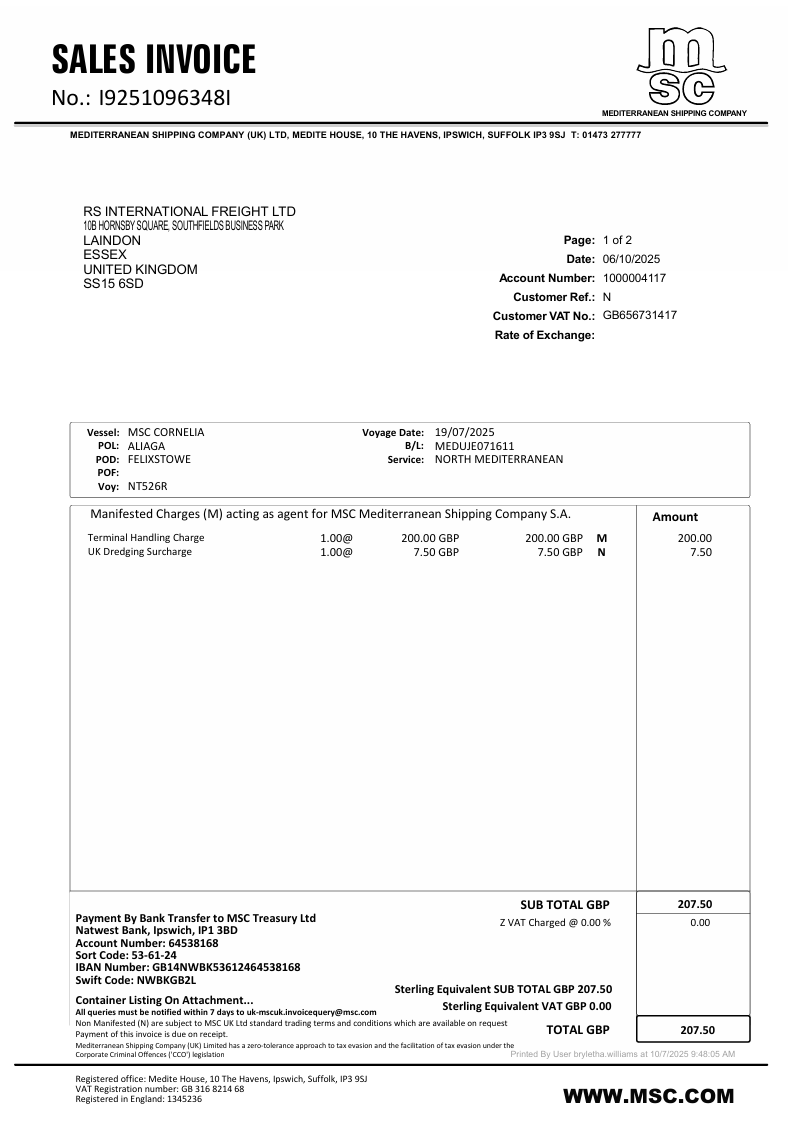 SALES INVOICE
No.: I9251096348I
msc
MEDITERRANEAN SHIPPING COMPANY
MEDITERRANEAN SHIPPING COMPANY (UK) LTD, MEDITE HOUSE, 10 THE HAVENS, IPSWICH, SUFFOLK IP3 9SJ T: 01473 277777
RS INTERNATIONAL FREIGHT LTD
10B HORNSBY SQUARE, SOUTHFIELDS BUSINESS PARK
LAINDON
ESSEX
UNITED KINGDOM
SS15 6SD
Page: 1 of 2
Date: 06/10/2025
Account Number: 1000004117
Customer Ref.: N
Customer VAT No.: GB656731417
Rate of Exchange:
Vessel: MSC CORNELIA Voyage Date: 19/07/2025
POL: ALIAGA B/L: MEDUJE071611
POD: FELIXSTOWE Service: NORTH MEDITERRANEAN
POF:
Voy: NT526R
Manifested Charges (M) acting as agent for MSC Mediterranean Shipping Company S.A. Amount
Terminal Handling Charge 1.00@ 200.00 GBP 200.00 GBP M 200.00
UK Dredging Surcharge 1.00@ 7.50 GBP 7.50 GBP N 7.50
SUB TOTAL GBP 207.50
Z VAT Charged @ 0.00 % 0.00
Payment By Bank Transfer to MSC Treasury Ltd
Natwest Bank, Ipswich, IP1 3BD
Account Number: 64538168
Sort Code: 53-61-24
IBAN Number: GB14NWBK53612464538168
Swift Code: NWBKGB2L
Sterling Equivalent SUB TOTAL GBP 207.50
Container Listing On Attachment...
Sterling Equivalent VAT GBP 0.00
All queries must be notified within 7 days to uk-mscuk.invoicequery@msc.com
Non Manifested (N) are subject to MSC UK Ltd standard trading terms and conditions which are available on request
Payment of this invoice is due on receipt.
TOTAL GBP 207.50
Mediterranean Shipping Company (UK) Limited has a zero-tolerance approach to tax evasion and the facilitation of tax evasion under the
Corporate Criminal Offences ('CCO') legislation
Printed By User bryletha.williams at 10/7/2025 9:48:05 AM
Registered office: Medite House, 10 The Havens, Ipswich, Suffolk, IP3 9SJ
VAT Registration number: GB 316 8214 68
Registered in England: 1345236
WWW.MSC.COM